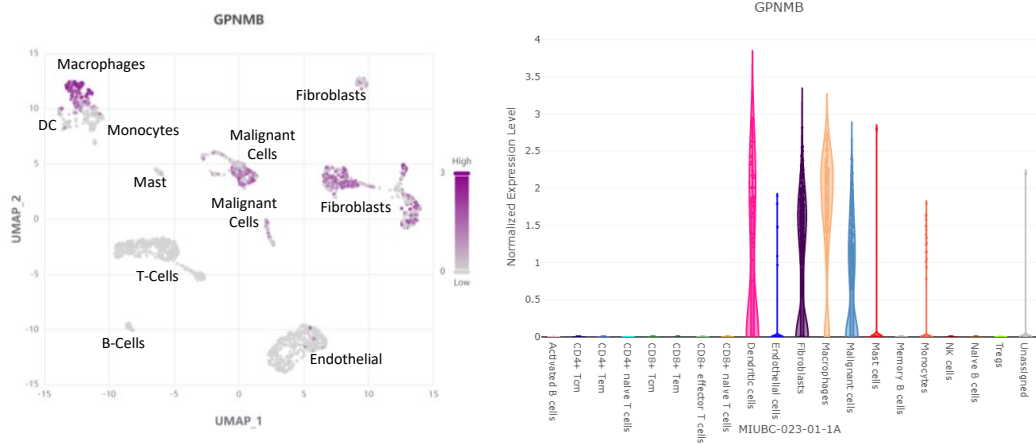 GPNMB
15
10
5
0
-5
-10
-15
-15
-10
-5
0
5
10
15
UMAP_2
UMAP_1
Macrophages
DC
Monocytes
Mast
Malignant
Cells
Malignant
Cells
Fibroblasts
Fibroblasts
T-Cells
B-Cells
Endothelial
High
3
0
Low
GPNMB
Normalized Expression Level
4
3.5
3
2.5
2
1.5
1
0.5
0
Activated B cells
CD4+ Tcm
CD4+ Tem
CD4+ naive T cells
CD8+ Tcm
CD8+ Tem
CD8+ effector T cells
CD8+ naive T cells
Dendritic cells
Endothelial cells
Fibroblasts
Macrophages
Malignant cells
Mast cells
Memory B cells
Monocytes
NK cells
Naive B cells
Tregs
Unassigned
MIUBC-023-01-1A